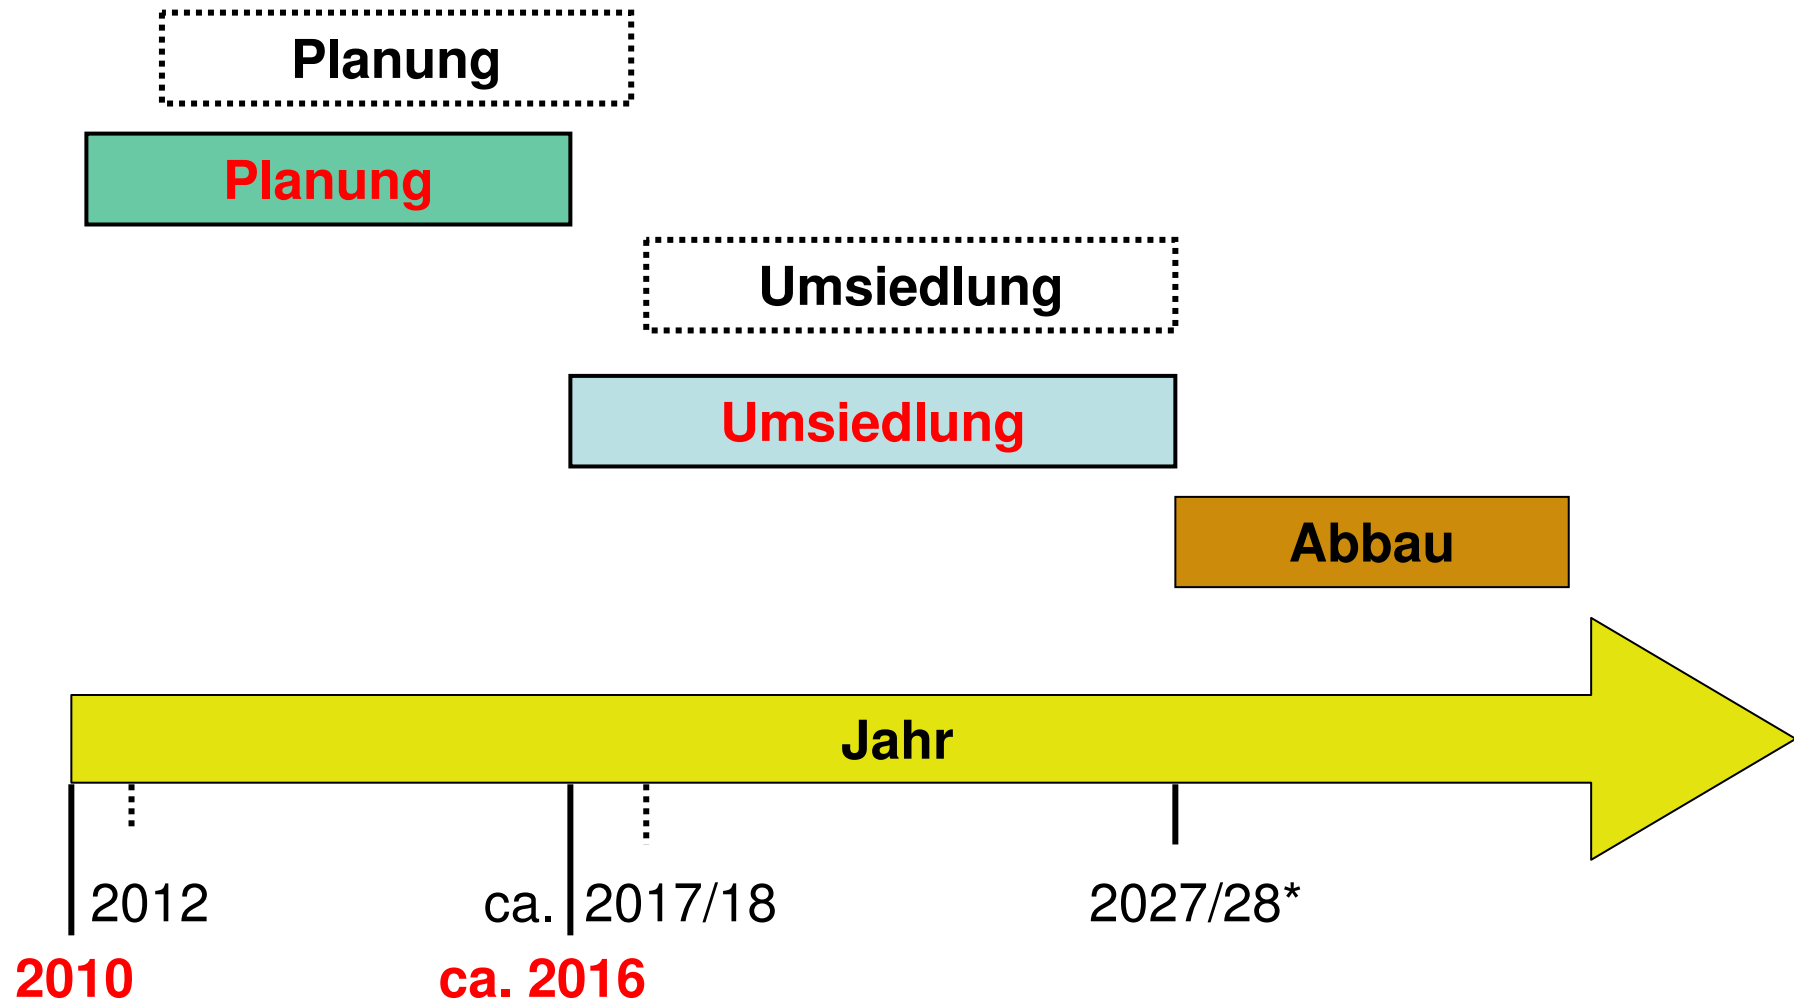 Planung
Planung
Umsiedlung
Umsiedlung
Abbau
Jahr
2012 ca. 2017/18 2027/28*
2010 ca. 2016